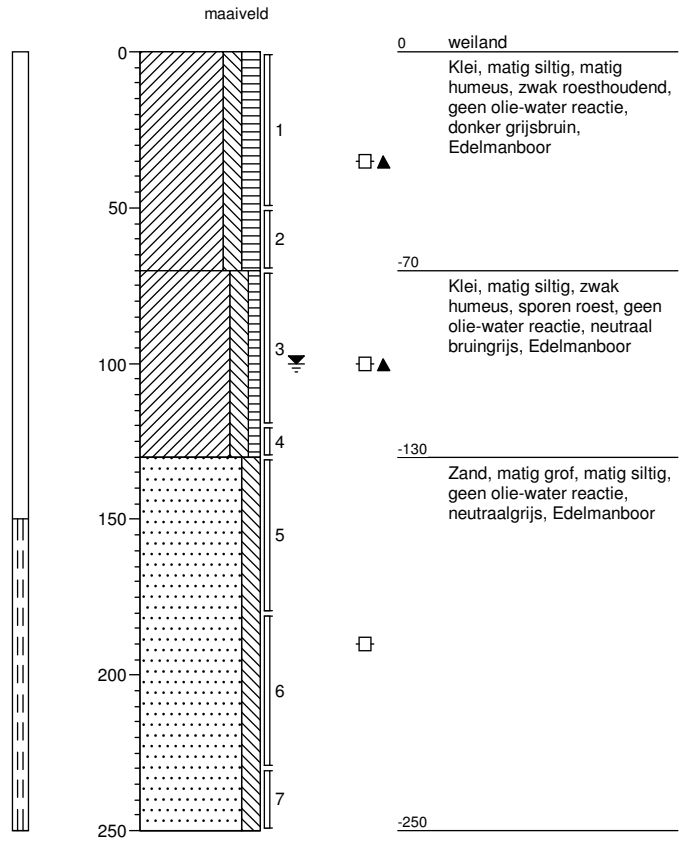 maaiveld
0
50
100
150
200
250
1
2
3
4
5
6
7
0 weiland
Klei, matig siltig, matig
humeus, zwak roesthoudend,
geen olie-water reactie,
donker grijsbruin,
Edelmanboor
-70
Klei, matig siltig, zwak
humeus, sporen roest, geen
olie-water reactie, neutraal
bruingrijs, Edelmanboor
-130
Zand, matig grof, matig siltig,
geen olie-water reactie,
neutraalgrijs, Edelmanboor
-250